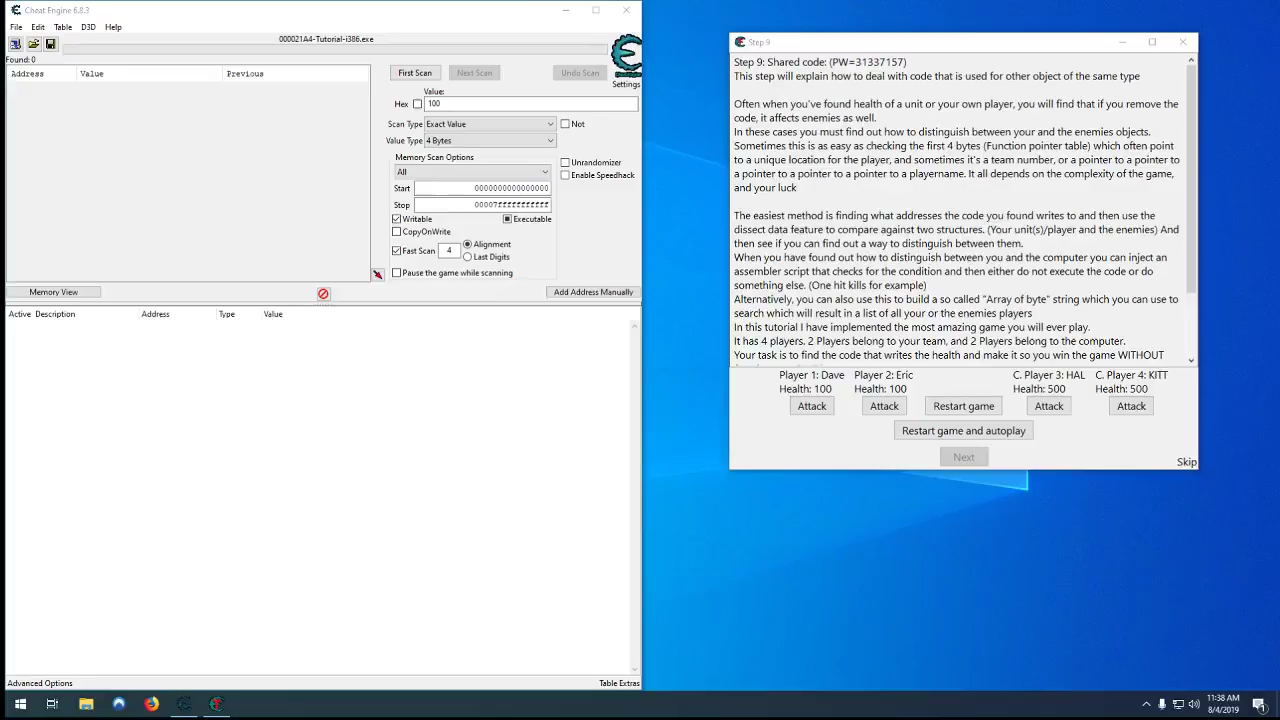 Cheat Engine 6.8.3
File Edit Table D3D Help
000021A4-Tutorial-i386.exe
Found: 0
Address Value Previous
First Scan Next Scan Undo Scan
Settings
Value:
Hex 100
Scan Type Exact Value Not
Value Type 4 Bytes
Memory Scan Options
All
Unrandomizer
Enable Speedhack
Start 0000000000000000
Stop 00007fffffffffff
Writable Executable
CopyOnWrite
Fast Scan 4 Alignment
Last Digits
Pause the game while scanning
Memory View Add Address Manually
Active Description Address Type Value
Advanced Options Table Extras
Step 9
Step 9: Shared code: (PW=31337157)
This step will explain how to deal with code that is used for other object of the same type
Often when you've found health of a unit or your own player, you will find that if you remove the
code, it affects enemies as well.
In these cases you must find out how to distinguish between your and the enemies objects.
Sometimes this is as easy as checking the first 4 bytes (Function pointer table) which often point
to a unique location for the player, and sometimes it's a team number, or a pointer to a pointer to
a pointer to a pointer to a pointer to a playername. It all depends on the complexity of the game,
and your luck
The easiest method is finding what addresses the code you found writes to and then use the
dissect data feature to compare against two structures. (Your unit(s)/player and the enemies) And
then see if you can find out a way to distinguish between them.
When you have found out how to distinguish between you and the computer you can inject an
assembler script that checks for the condition and then either do not execute the code or do
something else. (One hit kills for example)
Alternatively, you can also use this to build a so called "Array of byte" string which you can use to
search which will result in a list of all your or the enemies players
In this tutorial I have implemented the most amazing game you will ever play.
It has 4 players. 2 Players belong to your team, and 2 Players belong to the computer.
Your task is to find the code that writes the health and make it so you win the game WITHOUT
Player 1: Dave Player 2: Eric C. Player 3: HAL C. Player 4: KITT
Health: 100 Health: 100 Health: 500 Health: 500
Attack Attack Restart game Attack Attack
Restart game and autoplay
Next
Skip
11:38 AM
8/4/2019
1